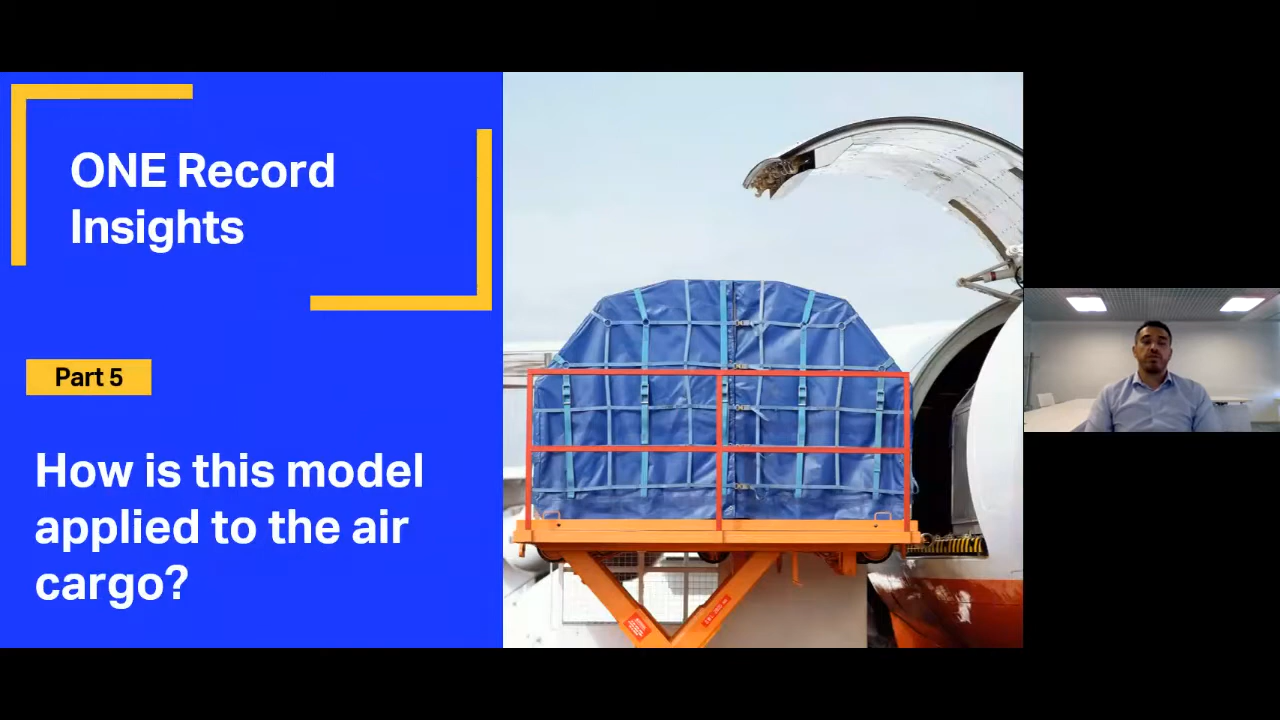 ONE Record
Insights
Part 5
How is this model
applied to the air
cargo?